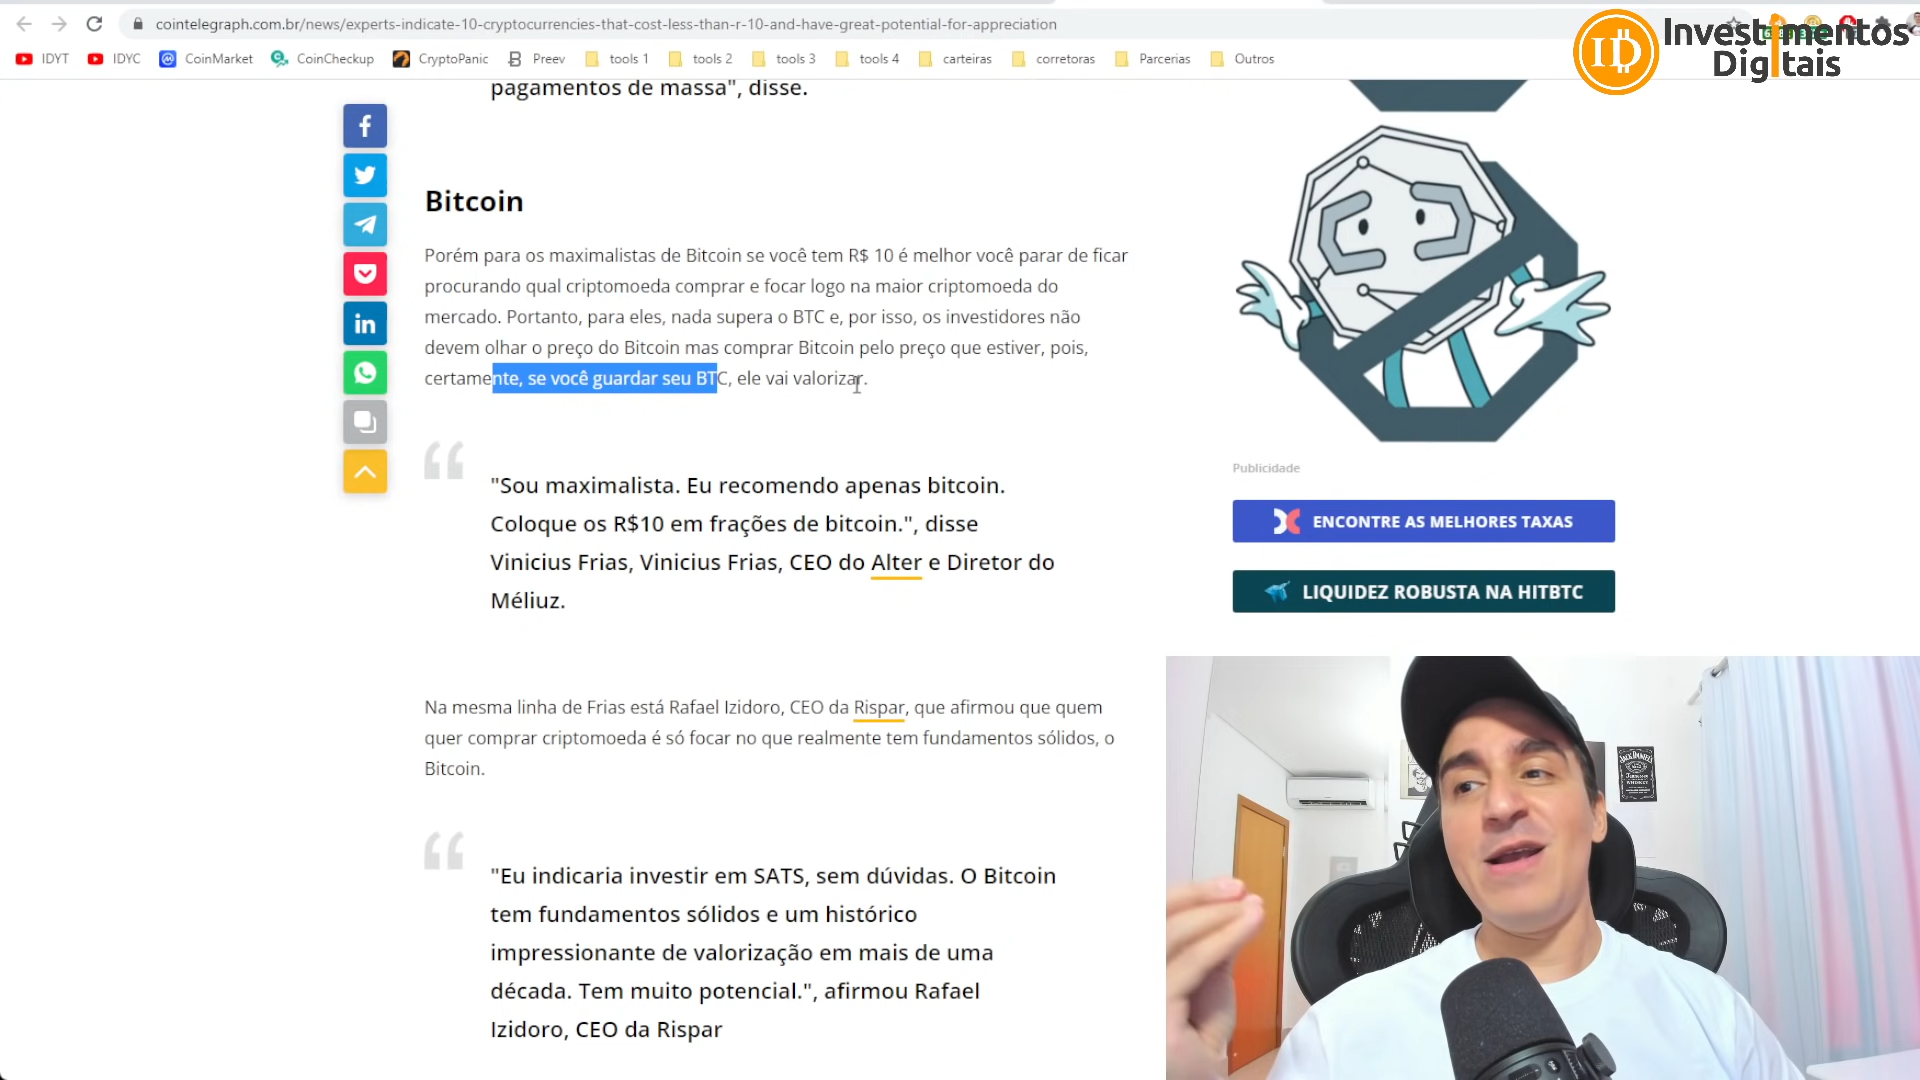 cointelegraph.com.br/news/experts-indicate-10-cryptocurrencies-that-cost-less-than-r-10-and-have-great-potential-for-appreciation
Investimentos
Digitais
ID
IDYT
IDYC
CoinMarket
CoinCheckup
CryptoPanic
Preev
tools 1
tools 2
tools 3
tools 4
carteiras
corretoras
Parcerias
Outros
pagamentos de massa", disse.
Bitcoin
Porém para os maximalistas de Bitcoin se você tem R$ 10 é melhor você parar de ficar
procurando qual criptomoeda comprar e focar logo na maior criptomoeda do
mercado. Portanto, para eles, nada supera o BTC e, por isso, os investidores não
devem olhar o preço do Bitcoin mas comprar Bitcoin pelo preço que estiver, pois,
certamente, se você guardar seu BTC, ele vai valorizar.
"Sou maximalista. Eu recomendo apenas bitcoin.
Coloque os R$10 em frações de bitcoin.", disse
Vinicius Frias, Vinicius Frias, CEO do Alter e Diretor do
Méliuz.
Na mesma linha de Frias está Rafael Izidoro, CEO da Rispar, que afirmou que quem
quer comprar criptomoeda é só focar no que realmente tem fundamentos sólidos, o
Bitcoin.
"Eu indicaria investir em SATS, sem dúvidas. O Bitcoin
tem fundamentos sólidos e um histórico
impressionante de valorização em mais de uma
década. Tem muito potencial.", afirmou Rafael
Izidoro, CEO da Rispar
Publicidade
ENCONTRE AS MELHORES TAXAS
LIQUIDEZ ROBUSTA NA HITBTC
JACK DANIEL'S
Tennessee
WHISKEY